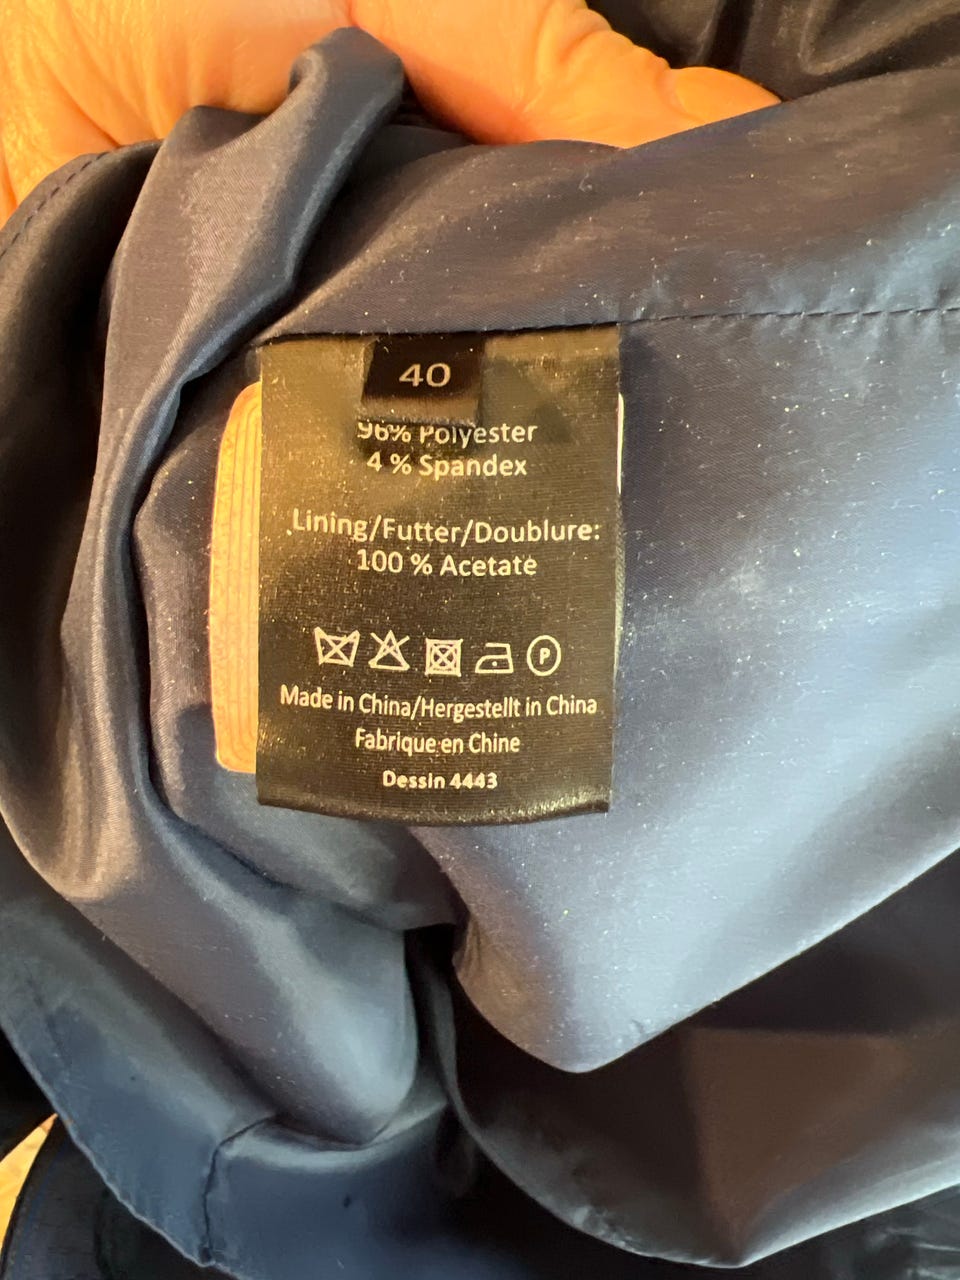 40
96% Polyester
4 % Spandex
Lining/Futter/Doublure:
100 % Acetate
P
Made in China/Hergestellt in China
Fabrique en Chine
Dessin 4443